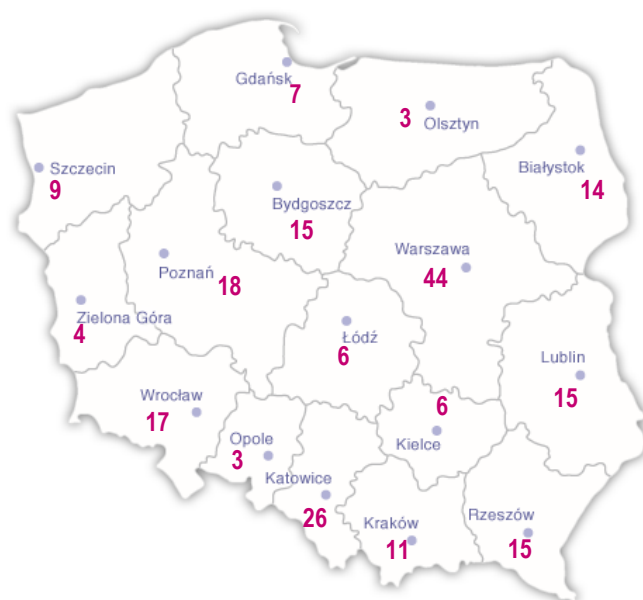 Gdańsk
7
3
Olsztyn
Szczecin
9
Białystok
14
Bydgoszcz
15
Warszawa
44
Poznań
18
Zielona Góra
4
Łódź
6
Lublin
15
Wrocław
17
6
Kielce
Opole
3
Katowice
26
Kraków
11
Rzeszów
15